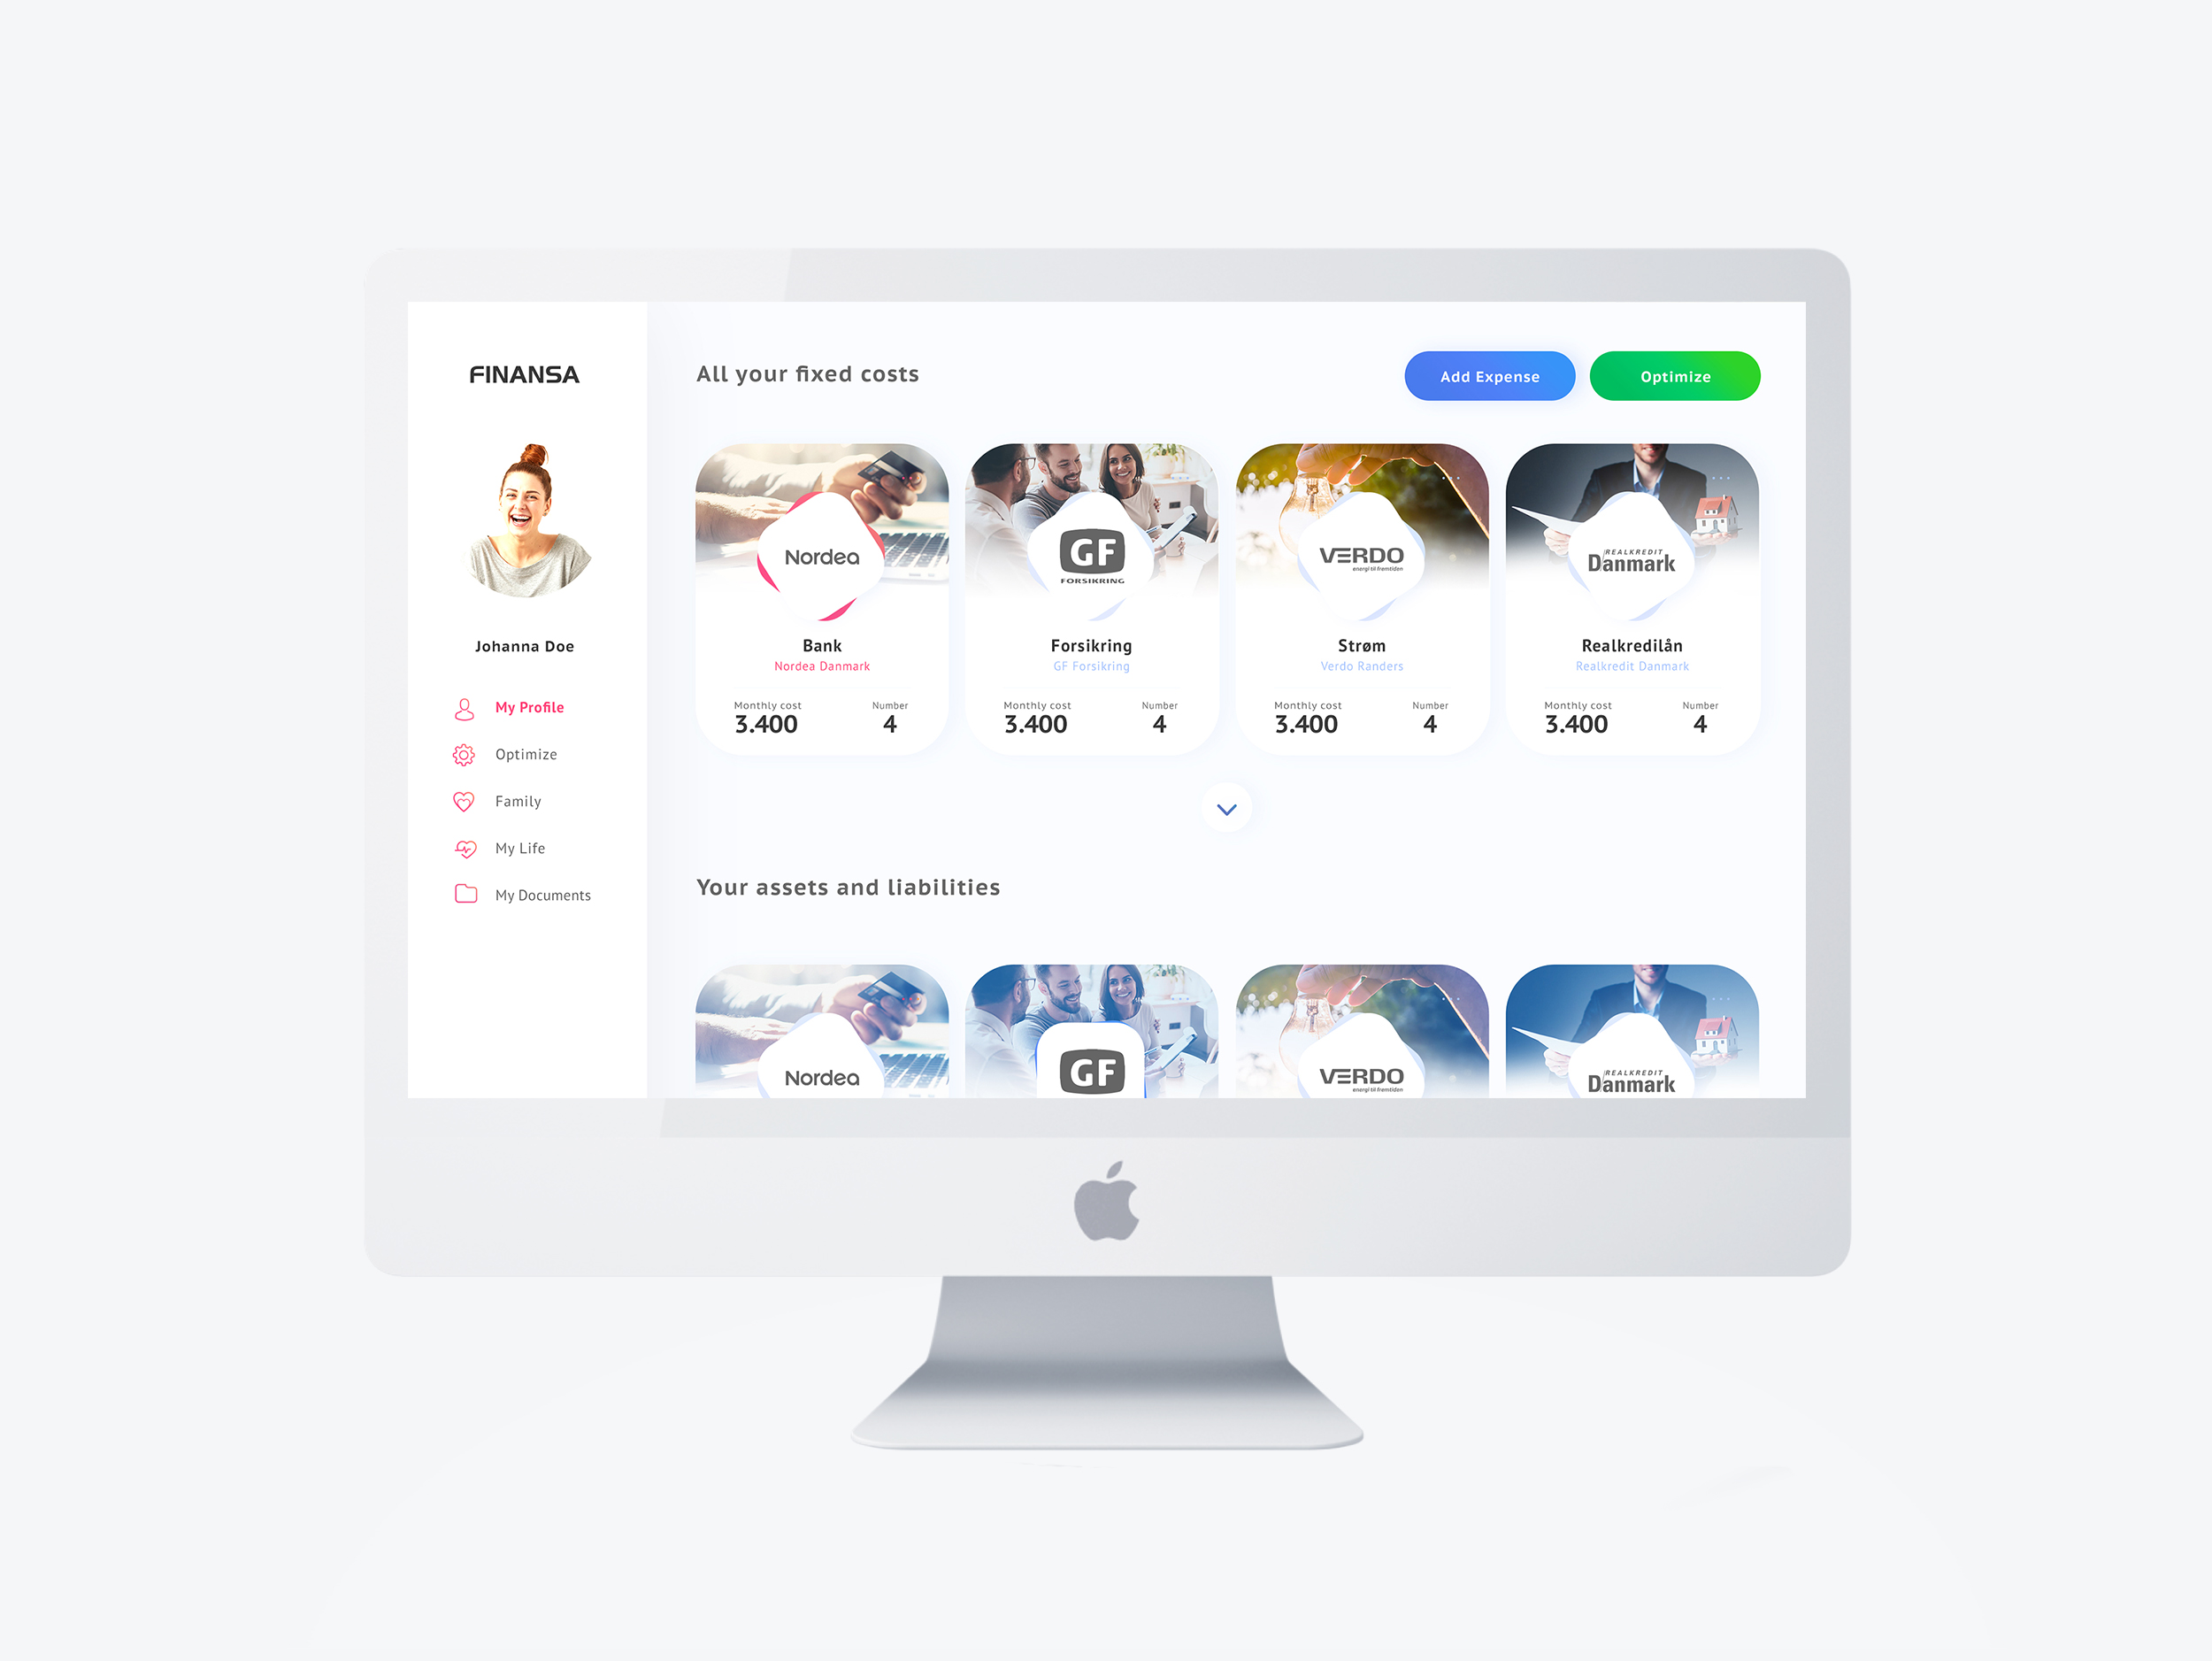 FINANSA
Johanna Doe
My Profile
Optimize
Family
My Life
My Documents
All your fixed costs
Add Expense
Optimize
Nordea
Bank
Nordea Danmark
Monthly cost
Number
3.400
4
GF
FORSIKRING
Forsikring
GF Forsikring
Monthly cost
Number
3.400
4
VERDO
energi til fremtiden
Strøm
Verdo Randers
Monthly cost
Number
3.400
4
REALKREDIT
Danmark
Realkredilån
Realkredit Danmark
Monthly cost
Number
3.400
4
Your assets and liabilities
Nordea
GF
VERDO
energi til fremtiden
REALKREDIT
Danmark